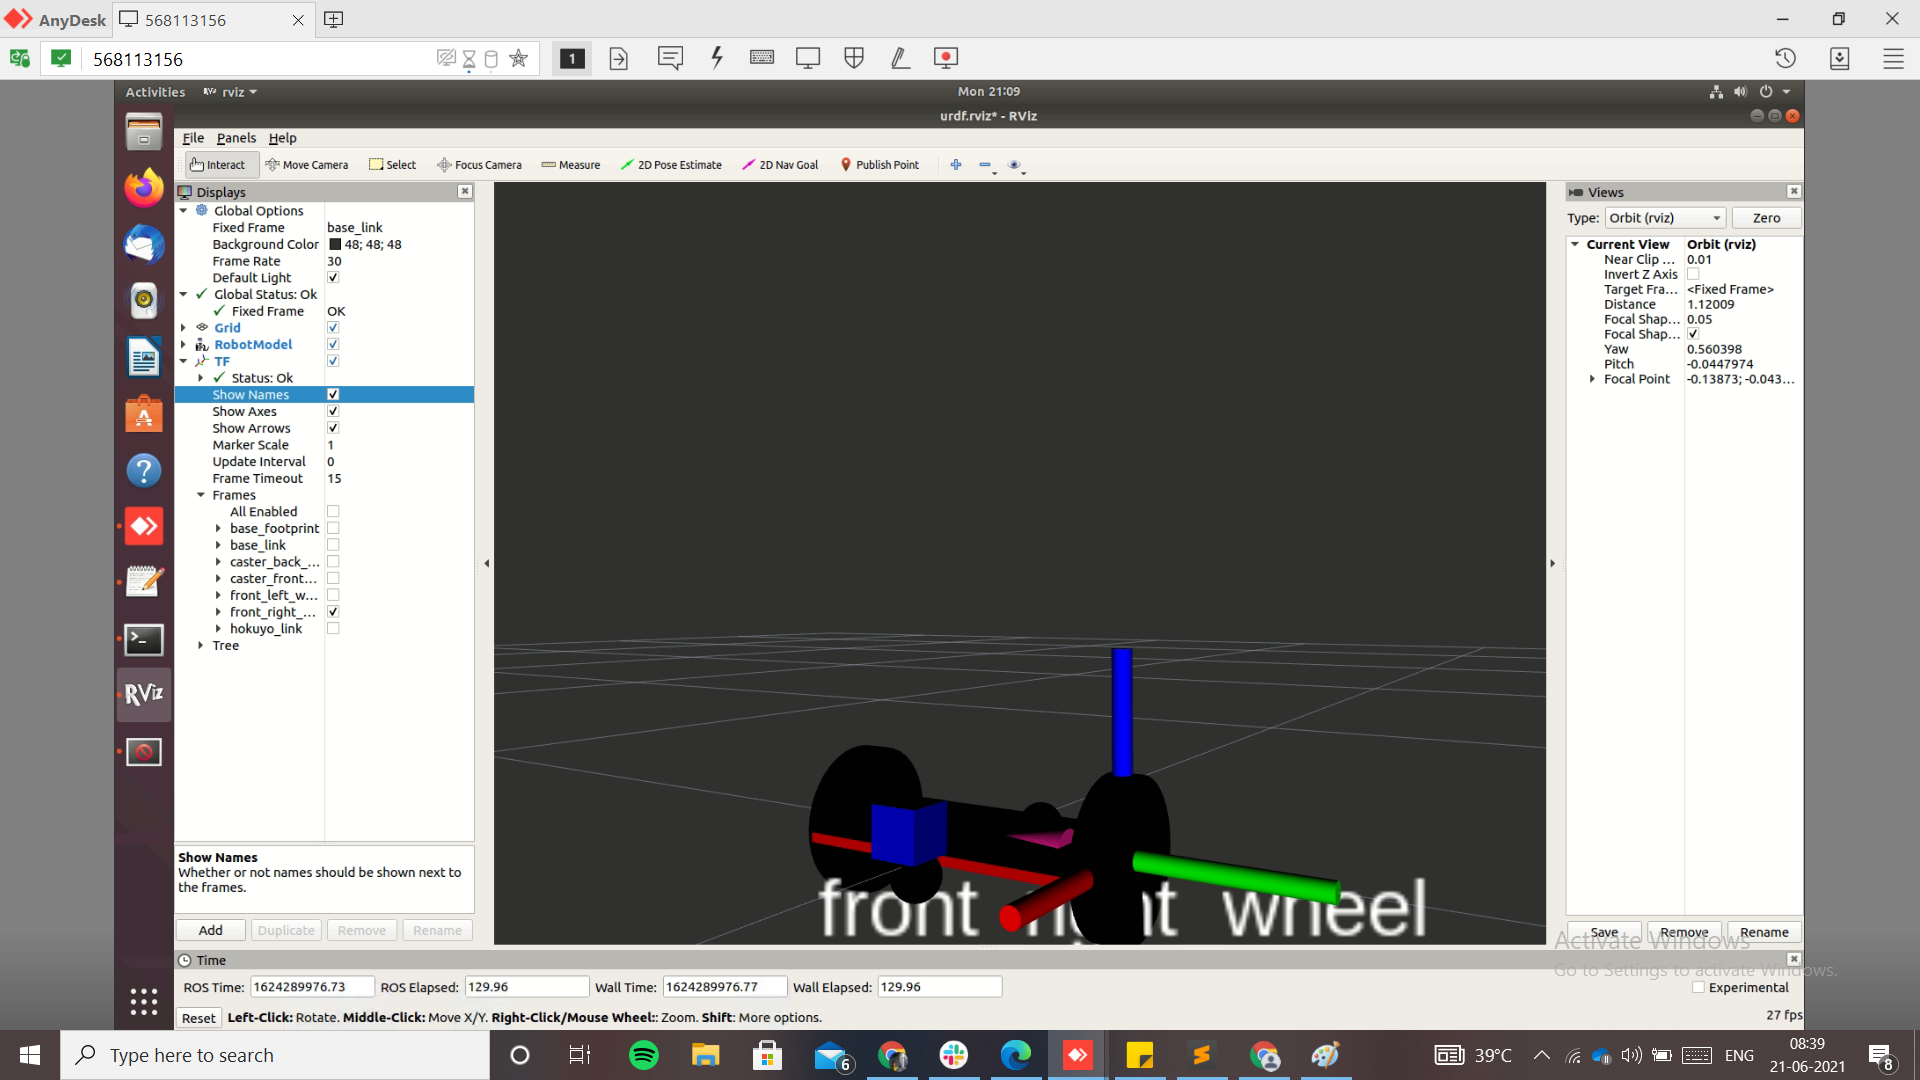 AnyDesk 568113156
568113156 1
Activities rviz Mon 21:09
urdf.rviz* - RViz
File Panels Help
Interact Move Camera Select Focus Camera Measure 2D Pose Estimate 2D Nav Goal Publish Point
Displays
Global Options
Fixed Frame base_link
Background Color 48; 48; 48
Frame Rate 30
Default Light
Global Status: Ok
Fixed Frame OK
Grid
RobotModel
TF
Status: Ok
Show Names
Show Axes
Show Arrows
Marker Scale 1
Update Interval 0
Frame Timeout 15
Frames
All Enabled
base_footprint
base_link
caster_back_...
caster_front...
front_left_w...
front_right_...
hokuyo_link
Tree
Show Names
Whether or not names should be shown next to
the frames.
Add Duplicate Remove Rename
front right wheel
Views
Type: Orbit (rviz) Zero
Current View Orbit (rviz)
Near Clip ... 0.01
Invert Z Axis
Target Fra... <Fixed Frame>
Distance 1.12009
Focal Shap... 0.05
Focal Shap...
Yaw 0.560398
Pitch -0.0447974
Focal Point -0.13873; -0.043...
Save Remove Rename
Activate Windows
Go to Settings to activate Windows.
Time
ROS Time: 1624289976.73 ROS Elapsed: 129.96 Wall Time: 1624289976.77 Wall Elapsed: 129.96 Experimental
Reset Left-Click: Rotate. Middle-Click: Move X/Y. Right-Click/Mouse Wheel:: Zoom. Shift: More options. 27 fps
RViz
Type here to search 6 39°C ENG 08:39
21-06-2021 8